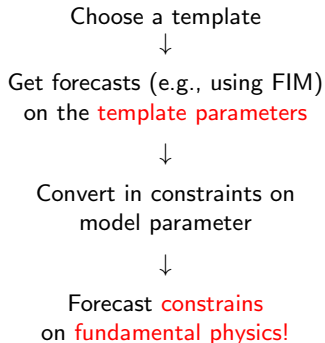 Choose a template
↓
Get forecasts (e.g., using FIM)
on the template parameters
↓
Convert in constraints on
model parameter
↓
Forecast constrains
on fundamental physics!